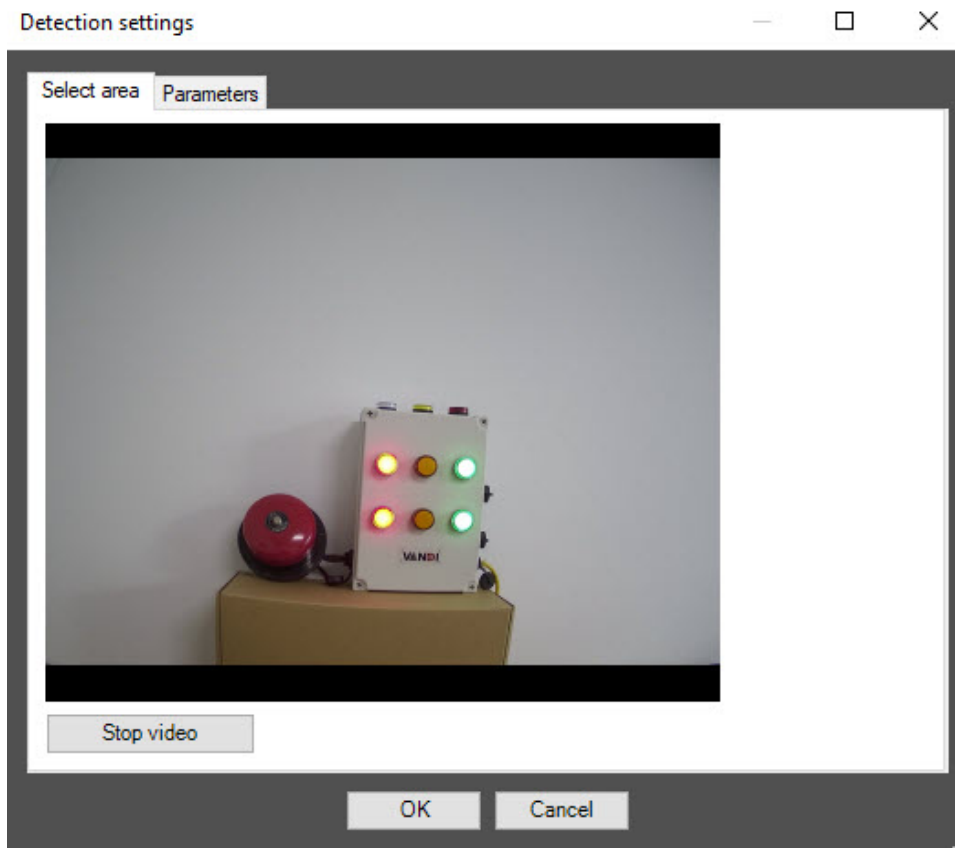 Detection settings
Select area Parameters
VANDI
Stop video
OK Cancel